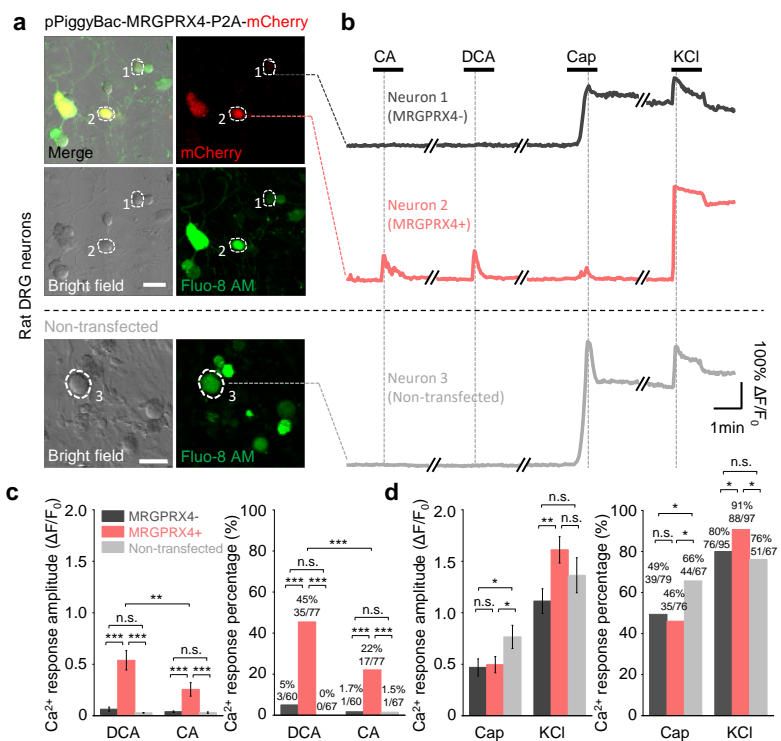 pPiggyBac-MRGPRX4-P2A-mCherry
a
b
Rat DRG neurons
1
2
Merge
1
2
mCherry
1
2
Bright field
1
2
Fluo-8 AM
Non-transfected
3
Bright field
3
Fluo-8 AM
CA
DCA
Cap
KCl
Neuron 1
(MRGPRX4-)
Neuron 2
(MRGPRX4+)
Neuron 3
(Non-transfected)
100% ΔF/F₀
1min
c
Ca²⁺ response amplitude (ΔF/F₀)
2.0
1.5
1.0
0.5
0.0
MRGPRX4-
MRGPRX4+
Non-transfected
**
n.s.
*** ***
n.s.
*** ***
DCA
CA
Ca²⁺ response percentage (%)
100
80
60
40
20
0
***
n.s.
*** ***
45%
35/77
5%
3/60
0%
0/67
n.s.
*** ***
22%
17/77
1.7%
1/60
1.5%
1/67
DCA
CA
d
Ca²⁺ response amplitude (ΔF/F₀)
2.0
1.5
1.0
0.5
0.0
*
n.s. *
n.s.
** n.s.
Cap
KCl
Ca²⁺ response percentage (%)
100
80
60
40
20
0
*
n.s. *
49%
39/79
46%
35/76
66%
44/67
n.s.
* *
80%
76/95
91%
88/97
76%
51/67
Cap
KCl